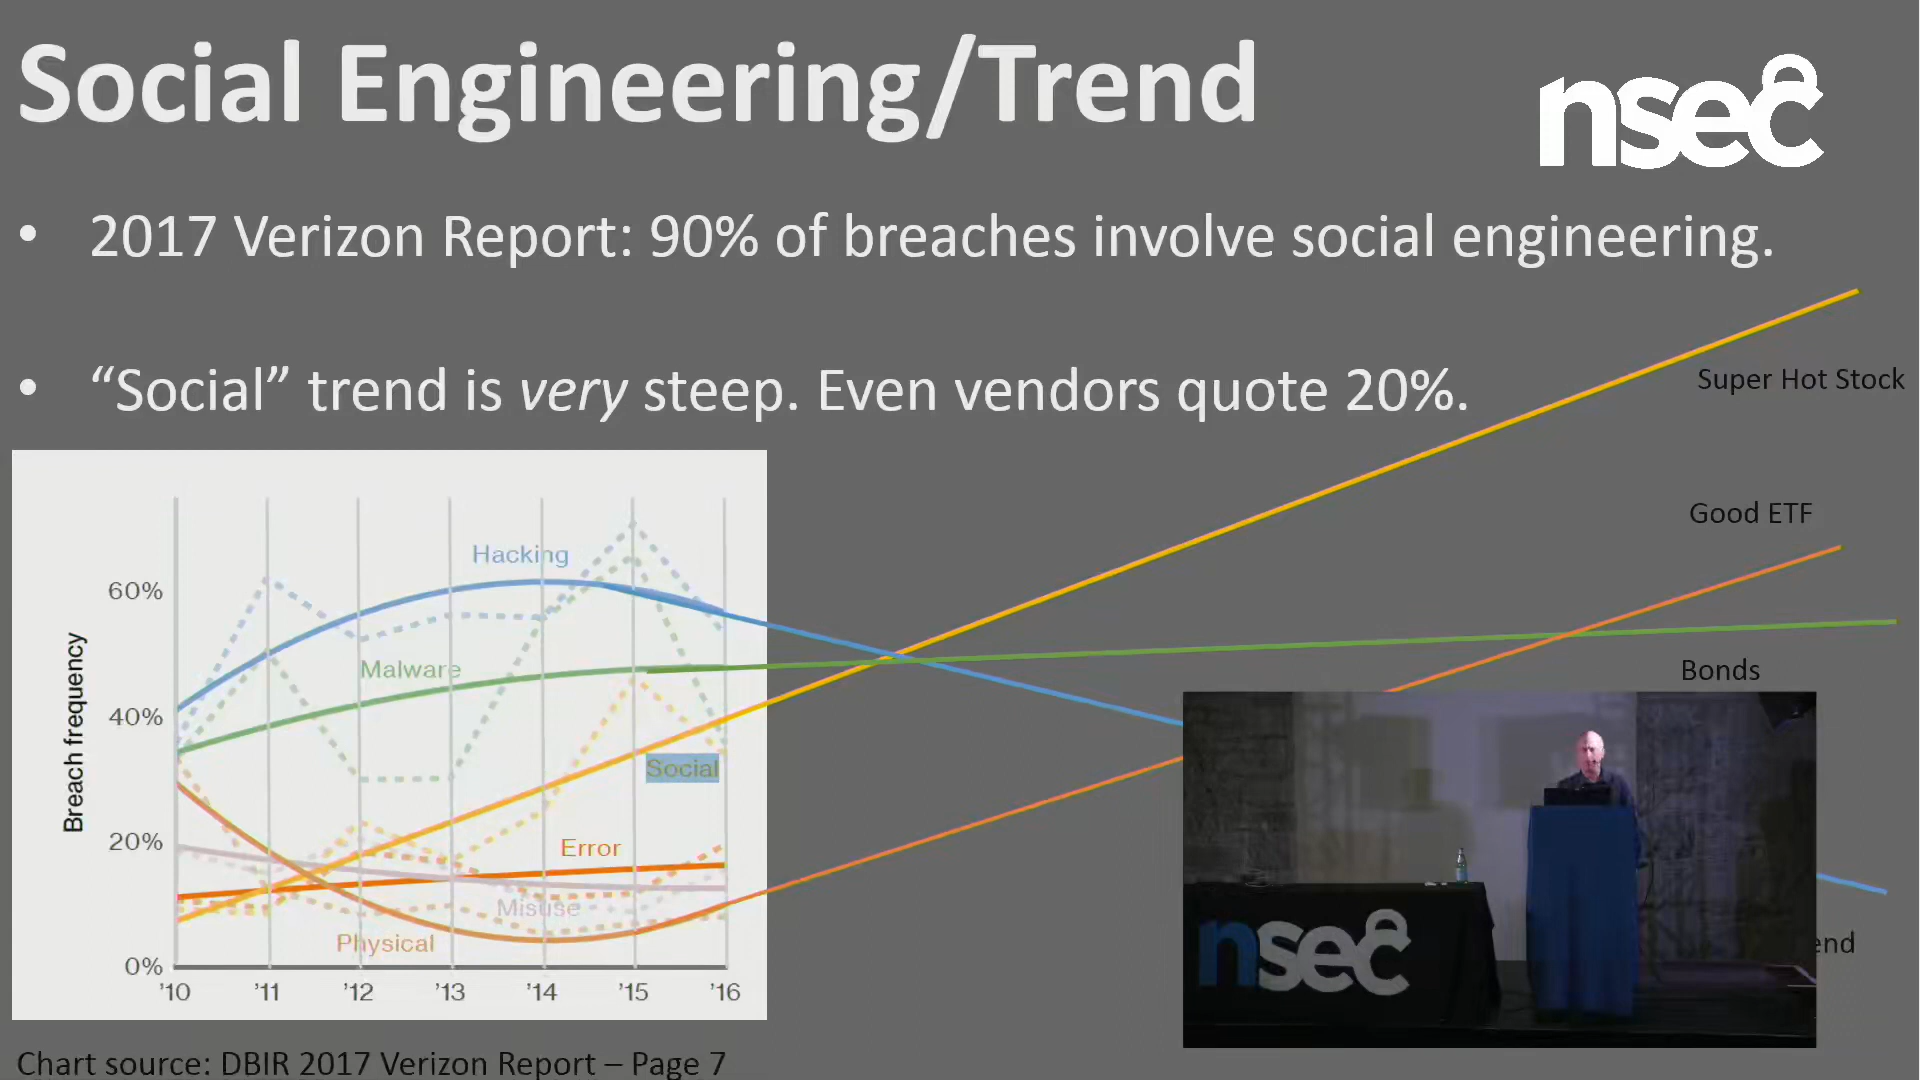 Social Engineering/Trend
nsec
• 2017 Verizon Report: 90% of breaches involve social engineering.
• “Social” trend is very steep. Even vendors quote 20%.
Super Hot Stock
Good ETF
Bonds
end
Breach frequency
60%
40%
20%
0%
Hacking
Malware
Social
Error
Misuse
Physical
'10 '11 '12 '13 '14 '15 '16
nsec
Chart source: DBIR 2017 Verizon Report – Page 7